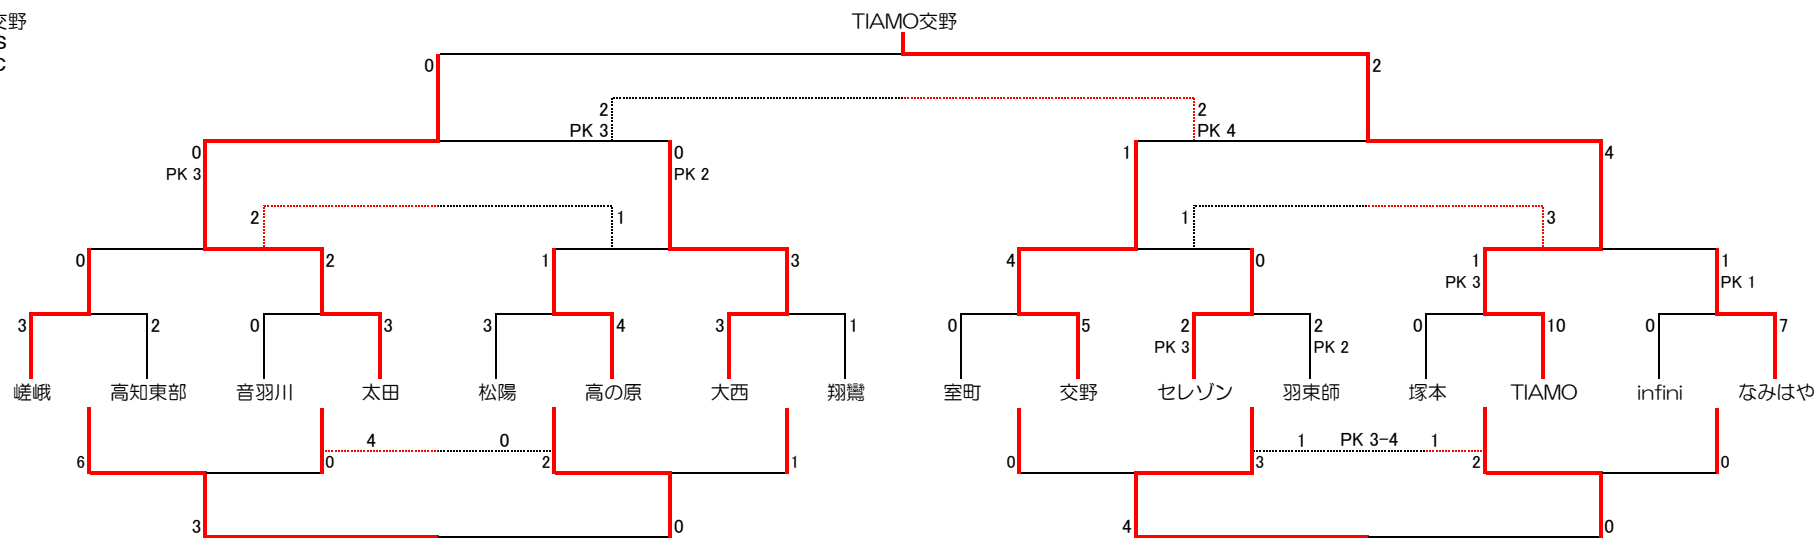 交野 TIAMO交野
S
C
0 2
2 2
PK 3 PK 4
0 0 1 4
PK 3 PK 2
2 1 1 3
0 2 1 3 4 0 1 1
PK 3 PK 1
3 2 0 3 3 4 3 1 0 5 2 2 0 10 0 7
PK 3 PK 2
嵯峨 高知東部 音羽川 太田 松陽 高の原 大西 翔鸞 室町 交野 セレゾン 羽束師 塚本 TIAMO infini なみはや
4 0 1 PK 3-4 1
6 0 2 1 0 3 2 0
3 0 4 0